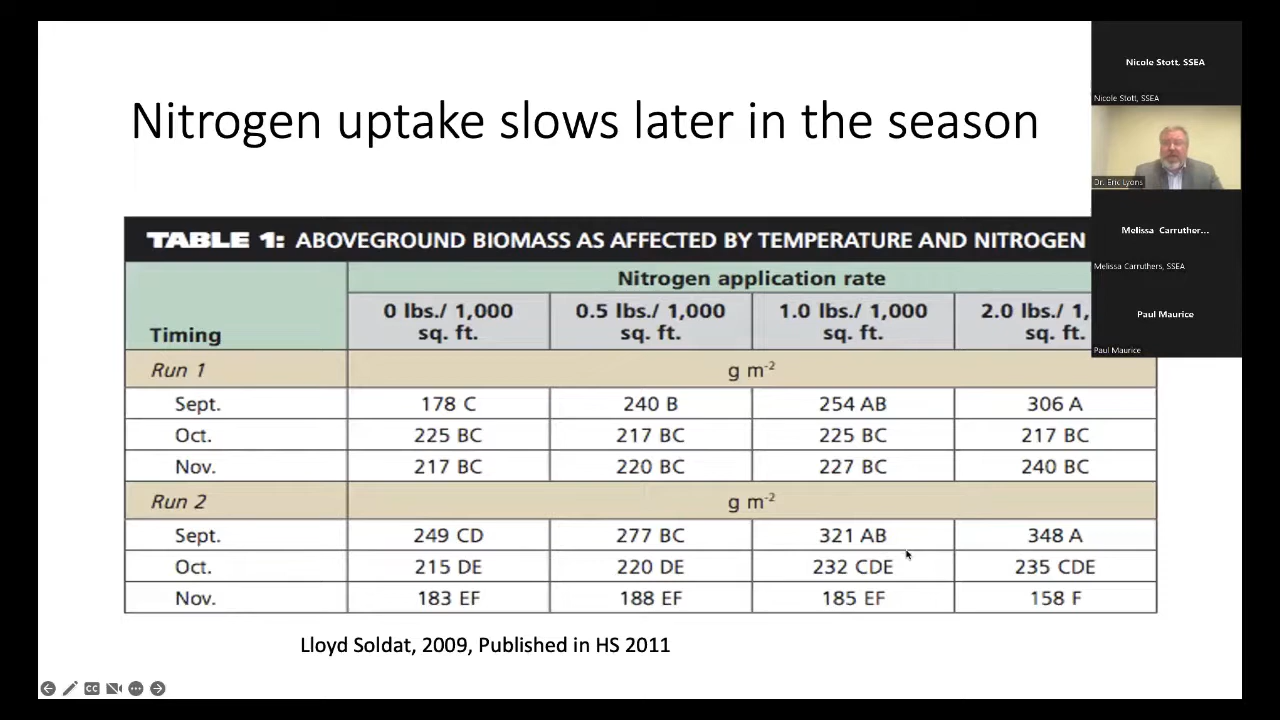 Nitrogen uptake slows later in the season
TABLE 1: ABOVEGROUND BIOMASS AS AFFECTED BY TEMPERATURE AND NITROGEN
Nitrogen application rate
Timing
0 lbs./ 1,000 sq. ft.
0.5 lbs./ 1,000 sq. ft.
1.0 lbs./ 1,000 sq. ft.
2.0 lbs./ 1, sq. ft.
Run 1
g m-2
Sept. 178 C 240 B 254 AB 306 A
Oct. 225 BC 217 BC 225 BC 217 BC
Nov. 217 BC 220 BC 227 BC 240 BC
Run 2
g m-2
Sept. 249 CD 277 BC 321 AB 348 A
Oct. 215 DE 220 DE 232 CDE 235 CDE
Nov. 183 EF 188 EF 185 EF 158 F
Lloyd Soldat, 2009, Published in HS 2011
CC
Nicole Stott, SSEA
Nicole Stott, SSEA
Dr. Eric Lyons
Melissa Carruther...
Melissa Carruthers, SSEA
Paul Maurice
Paul Maurice